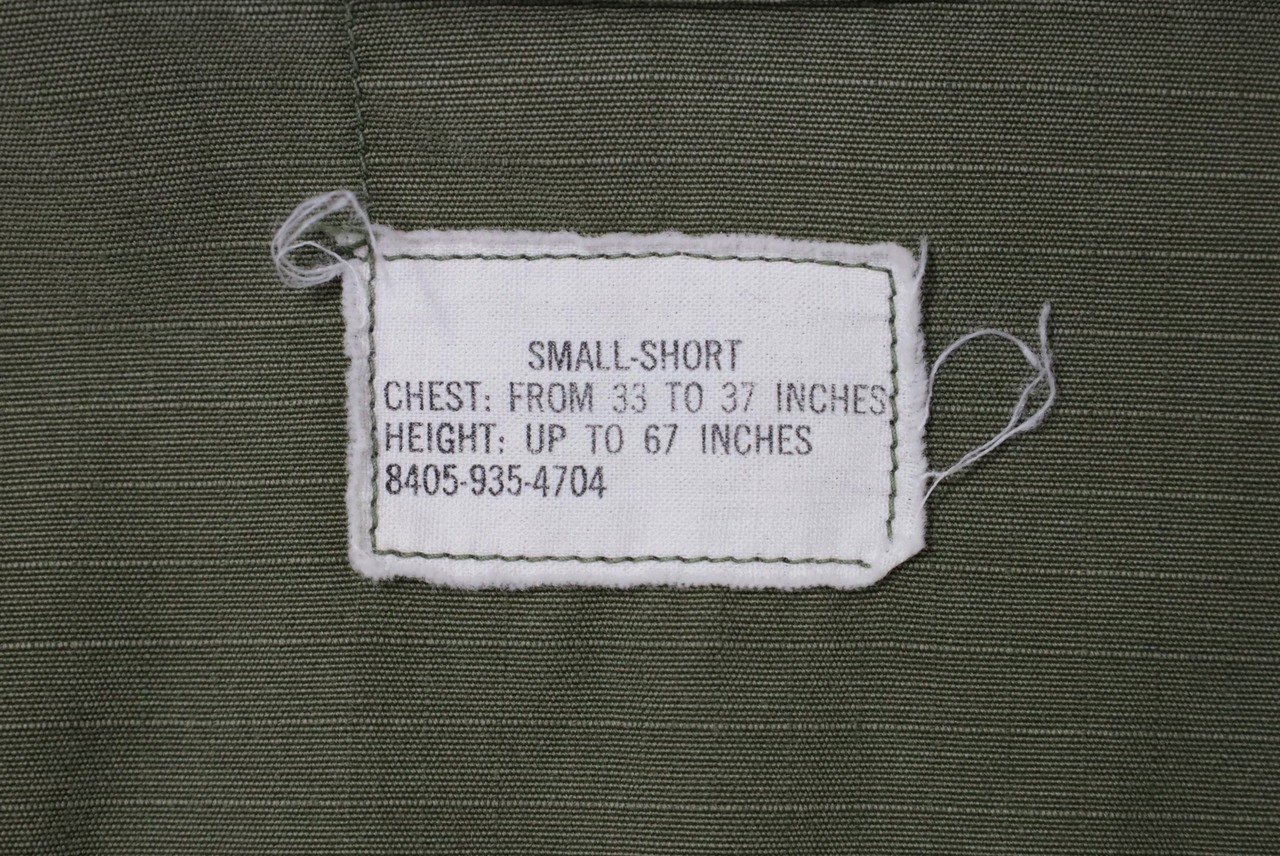 SMALL-SHORT
CHEST: FROM 33 TO 37 INCHES
HEIGHT: UP TO 67 INCHES
8405-935-4704